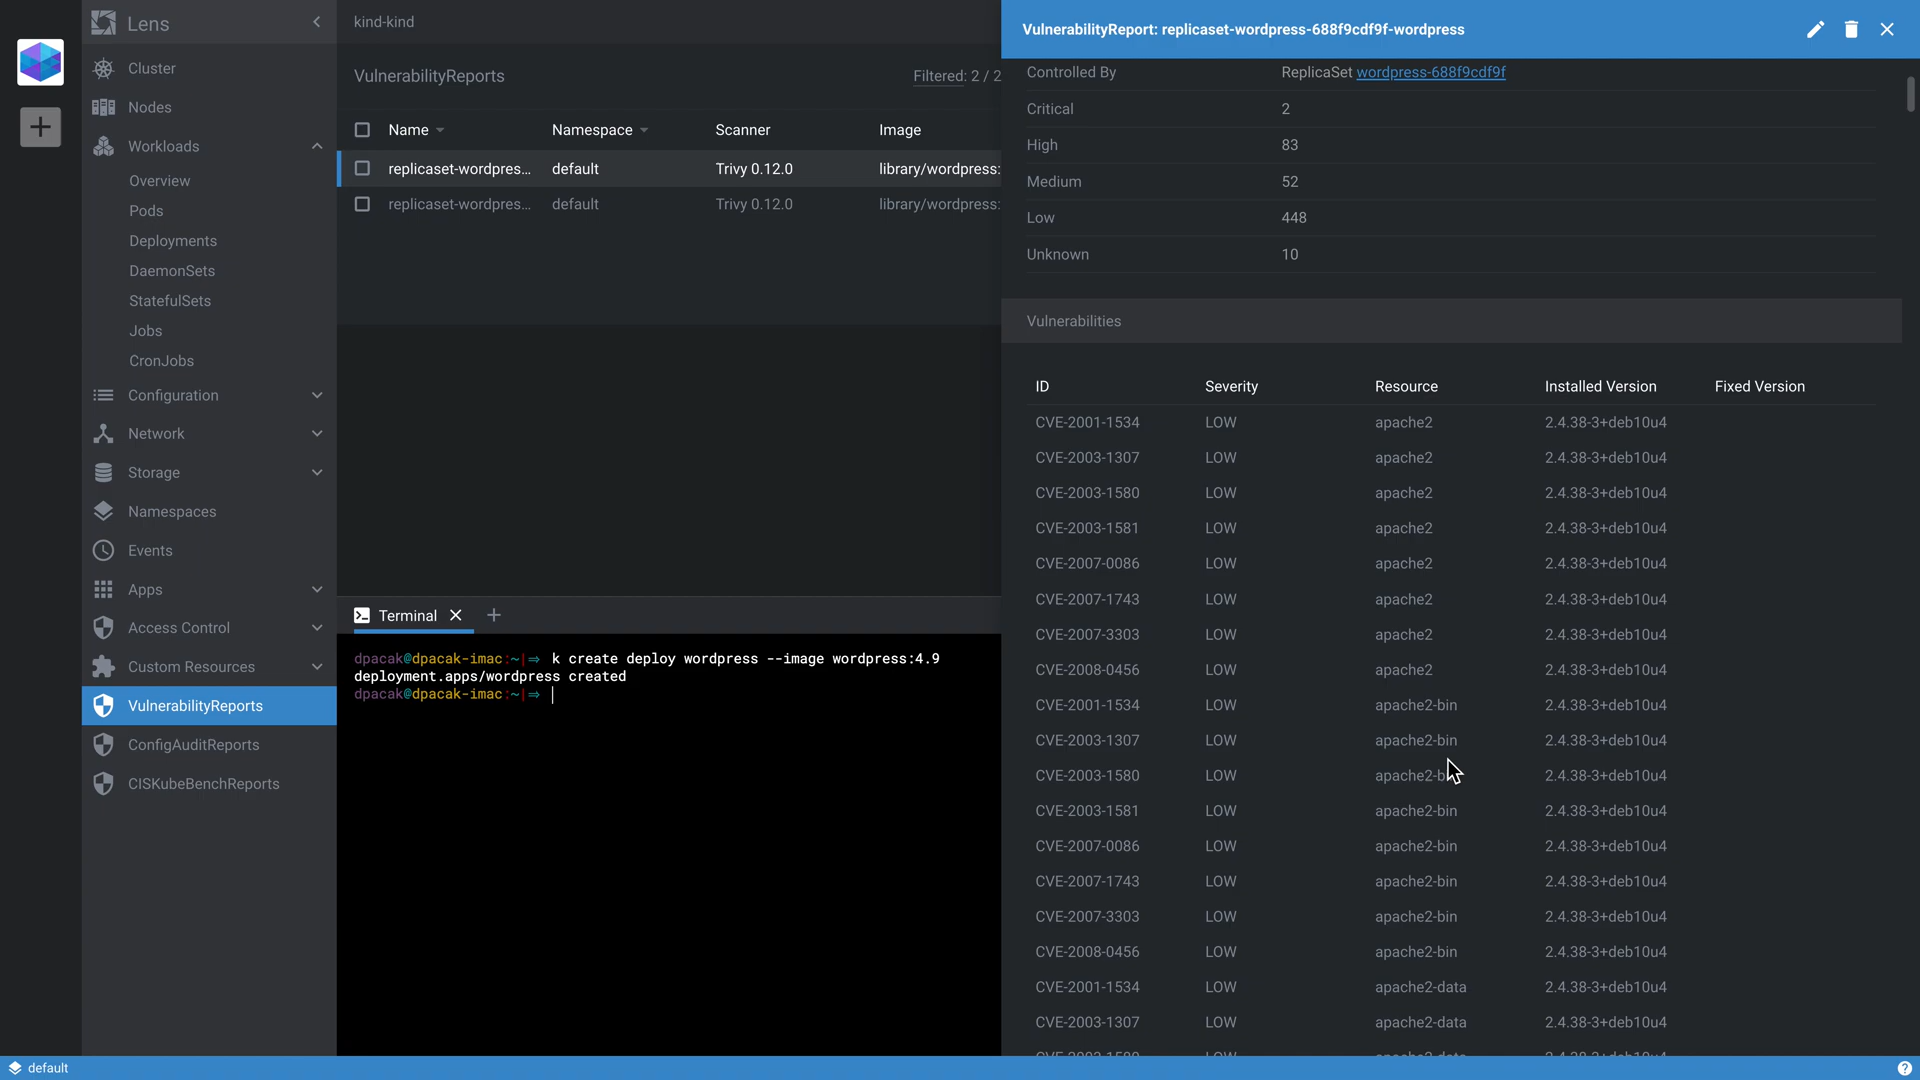 Lens
Cluster
Nodes
Workloads
Overview
Pods
Deployments
DaemonSets
StatefulSets
Jobs
CronJobs
Configuration
Network
Storage
Namespaces
Events
Apps
Access Control
Custom Resources
VulnerabilityReports
ConfigAuditReports
CISKubeBenchReports
kind-kind
VulnerabilityReports Filtered: 2 / 2
Name Namespace Scanner Image
replicaset-wordpres... default Trivy 0.12.0 library/wordpress:
replicaset-wordpres... default Trivy 0.12.0 library/wordpress:
Terminal
dpacak@dpacak-imac:~|⇒ k create deploy wordpress --image wordpress:4.9
deployment.apps/wordpress created
dpacak@dpacak-imac:~|⇒
VulnerabilityReport: replicaset-wordpress-688f9cdf9f-wordpress
Controlled By ReplicaSet wordpress-688f9cdf9f
Critical 2
High 83
Medium 52
Low 448
Unknown 10
Vulnerabilities
ID Severity Resource Installed Version Fixed Version
CVE-2001-1534 LOW apache2 2.4.38-3+deb10u4
CVE-2003-1307 LOW apache2 2.4.38-3+deb10u4
CVE-2003-1580 LOW apache2 2.4.38-3+deb10u4
CVE-2003-1581 LOW apache2 2.4.38-3+deb10u4
CVE-2007-0086 LOW apache2 2.4.38-3+deb10u4
CVE-2007-1743 LOW apache2 2.4.38-3+deb10u4
CVE-2007-3303 LOW apache2 2.4.38-3+deb10u4
CVE-2008-0456 LOW apache2 2.4.38-3+deb10u4
CVE-2001-1534 LOW apache2-bin 2.4.38-3+deb10u4
CVE-2003-1307 LOW apache2-bin 2.4.38-3+deb10u4
CVE-2003-1580 LOW apache2-bin 2.4.38-3+deb10u4
CVE-2003-1581 LOW apache2-bin 2.4.38-3+deb10u4
CVE-2007-0086 LOW apache2-bin 2.4.38-3+deb10u4
CVE-2007-1743 LOW apache2-bin 2.4.38-3+deb10u4
CVE-2007-3303 LOW apache2-bin 2.4.38-3+deb10u4
CVE-2008-0456 LOW apache2-bin 2.4.38-3+deb10u4
CVE-2001-1534 LOW apache2-data 2.4.38-3+deb10u4
CVE-2003-1307 LOW apache2-data 2.4.38-3+deb10u4
default